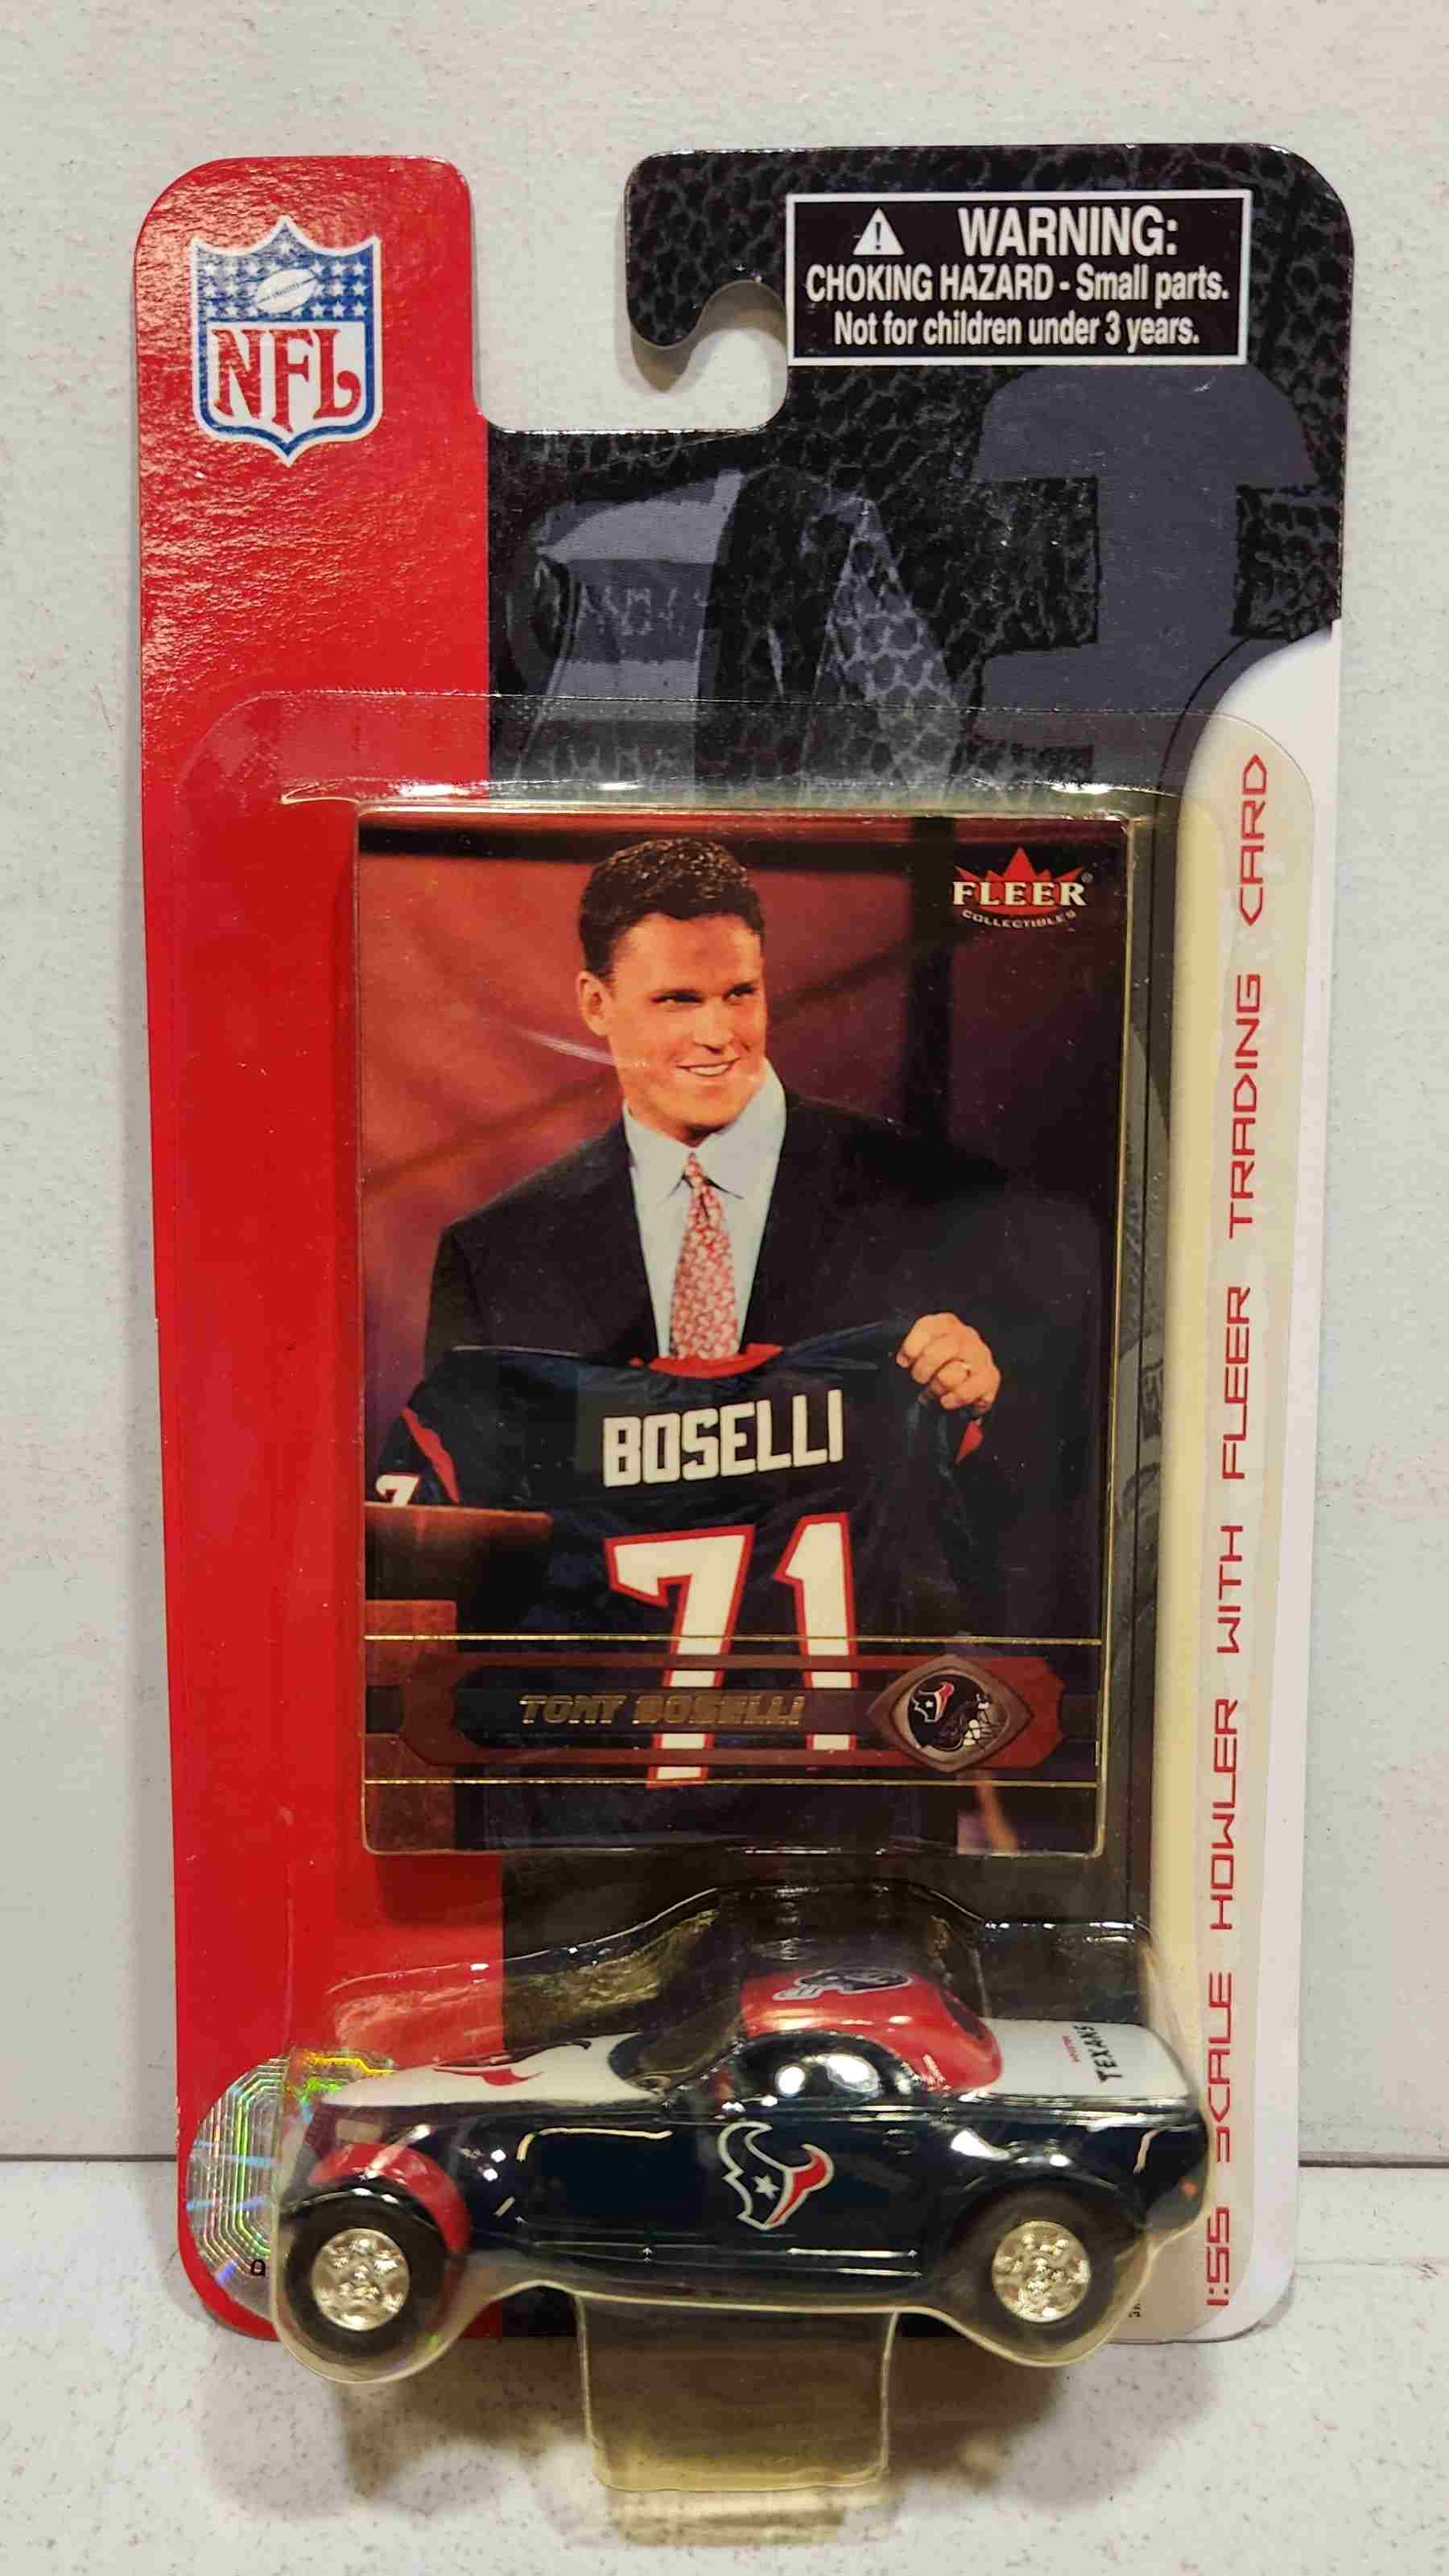 NFL
WARNING:
CHOKING HAZARD - Small parts.
Not for children under 3 years.
FLEER
COLLECTIBLES
BOSELLI
7
71
TONY BOSELLI
TEXANS
1:55 SCALE HOWLER WITH FLEER TRADING CARD